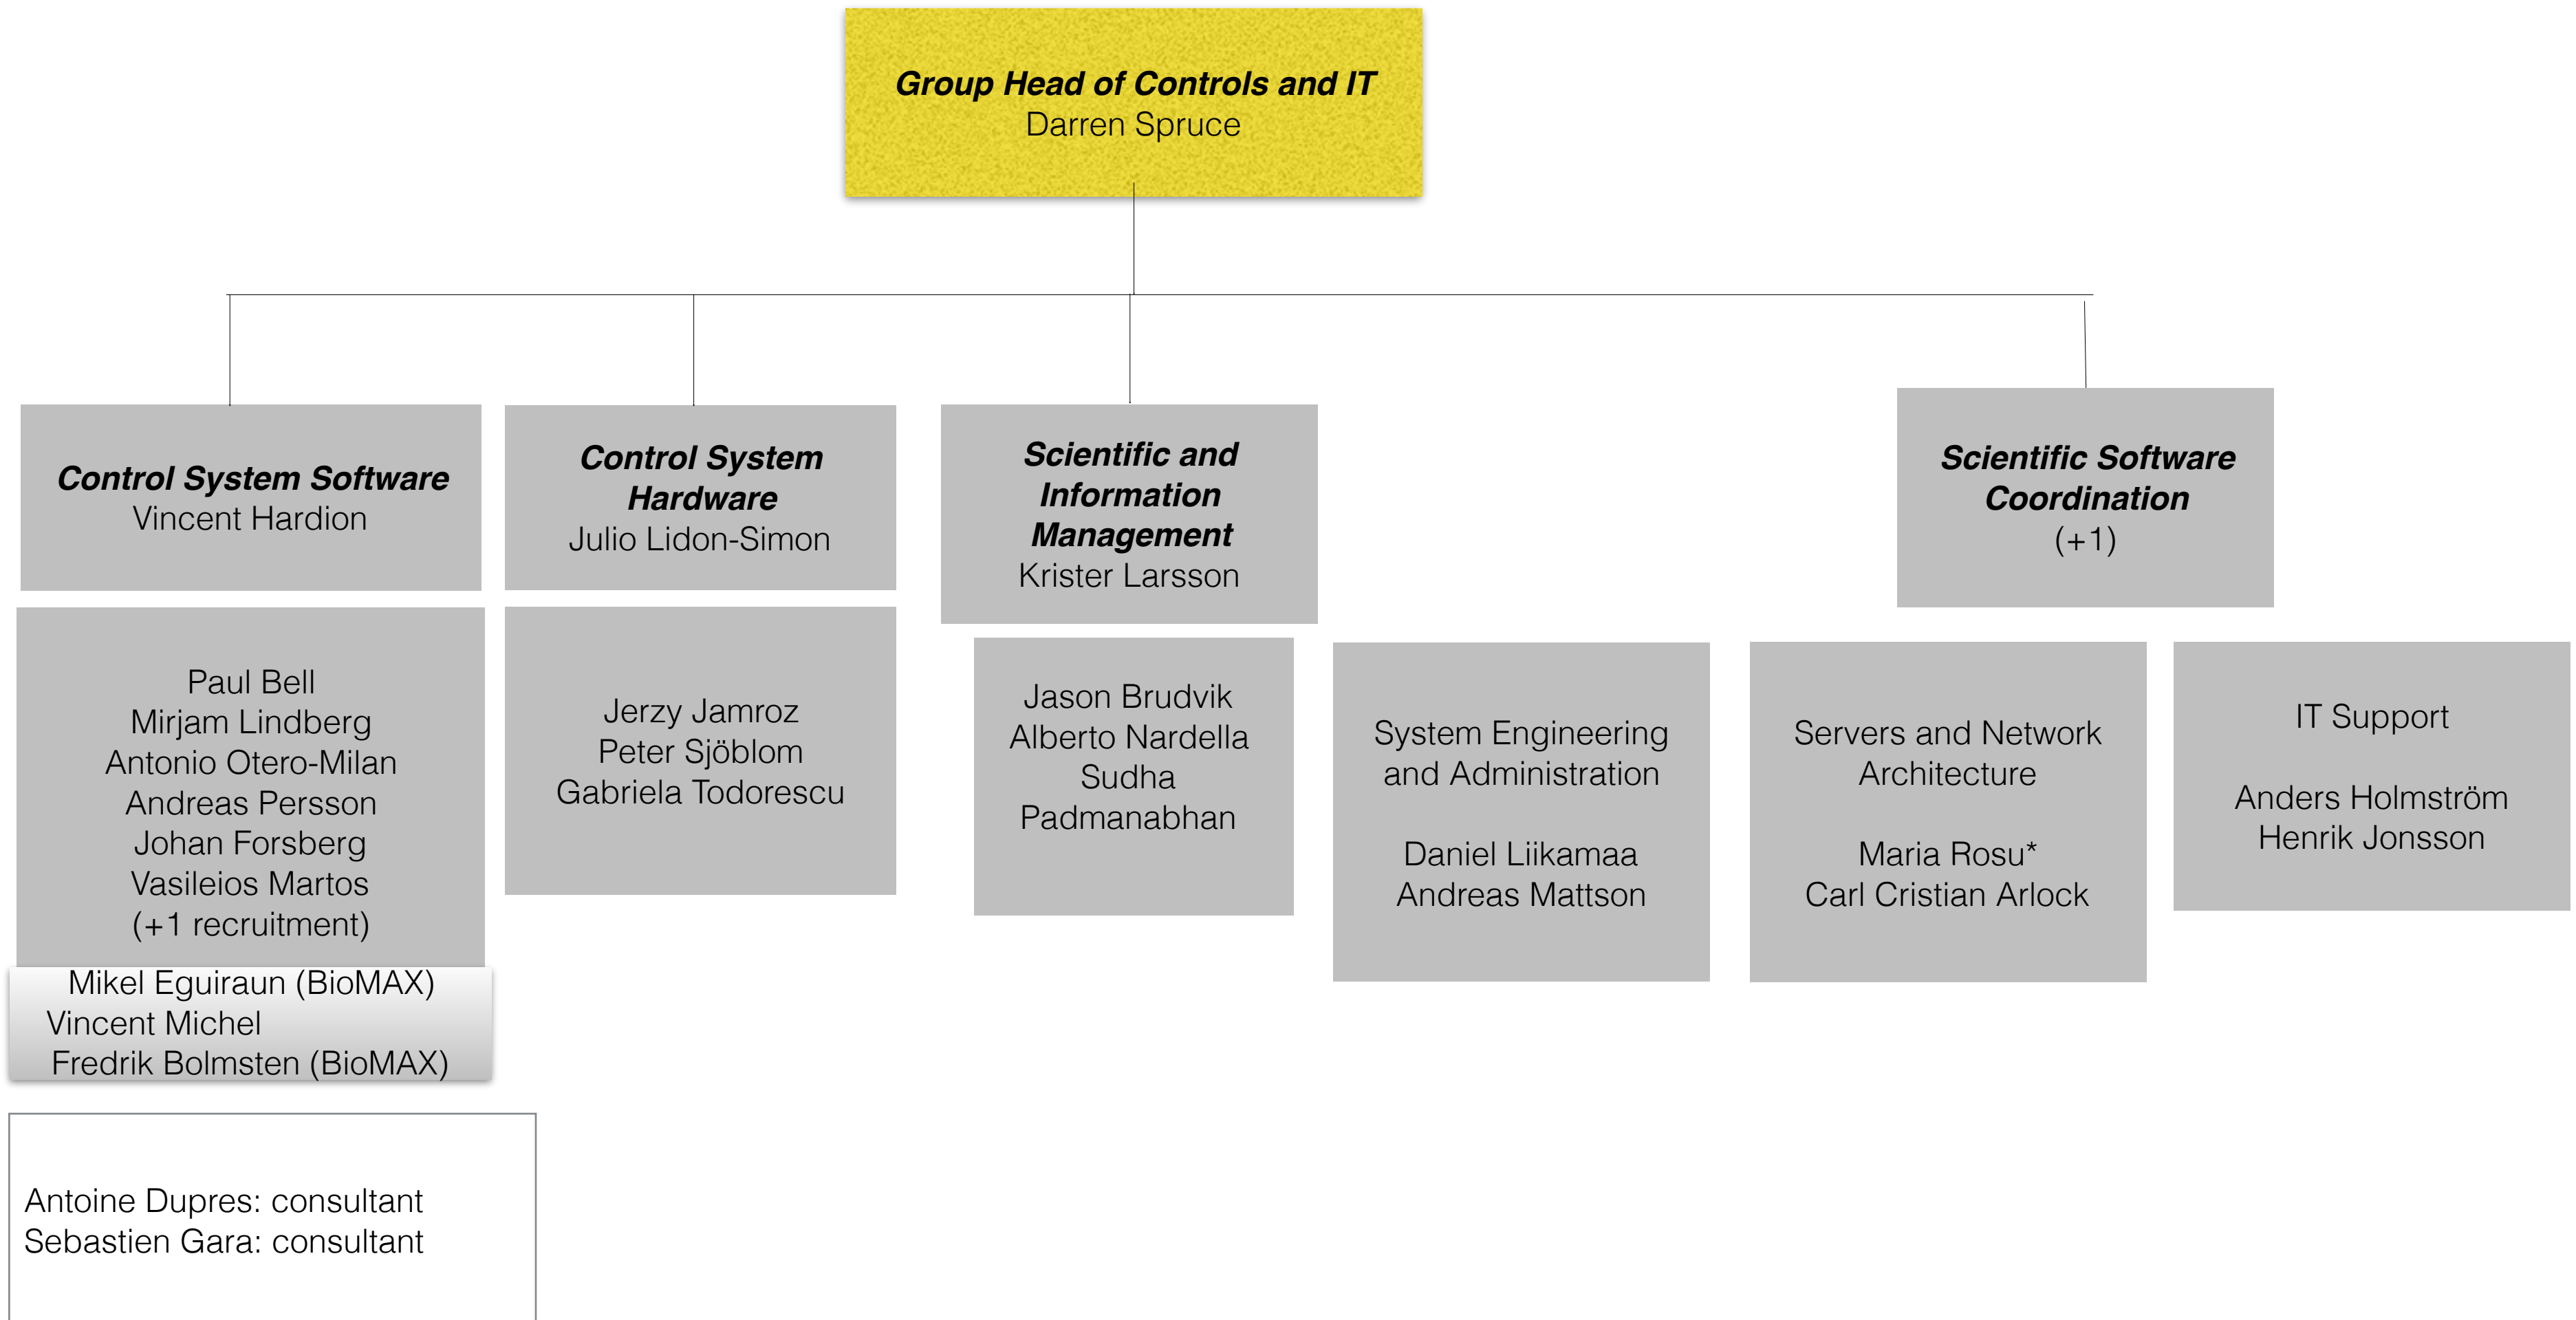 Group Head of Controls and IT
Darren Spruce
Control System Software
Vincent Hardion
Control System
Hardware
Julio Lidon-Simon
Scientific and
Information
Management
Krister Larsson
Scientific Software
Coordination
(+1)
Paul Bell
Mirjam Lindberg
Antonio Otero-Milan
Andreas Persson
Johan Forsberg
Vasileios Martos
(+1 recruitment)
Mikel Eguiraun (BioMAX)
Vincent Michel
Fredrik Bolmsten (BioMAX)
Jerzy Jamroz
Peter Sjöblom
Gabriela Todorescu
Jason Brudvik
Alberto Nardella
Sudha
Padmanabhan
System Engineering
and Administration
Daniel Liikamaa
Andreas Mattson
Servers and Network
Architecture
Maria Rosu*
Carl Cristian Arlock
IT Support
Anders Holmström
Henrik Jonsson
Antoine Dupres: consultant
Sebastien Gara: consultant